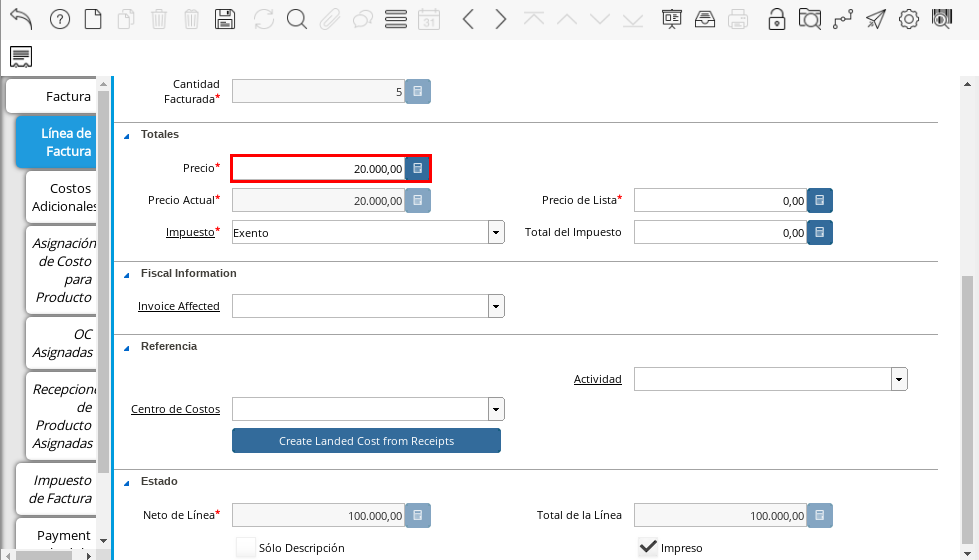 31
Factura
Línea de
Factura
Costos
Adicionales
Asignación
de Costo
para
Producto
OC
Asignadas
Recepcione
de
Producto
Asignadas
Impuesto
de Factura
Payment
Cantidad
Facturada* 5
Totales
Precio* 20.000,00
Precio Actual* 20.000,00 Precio de Lista* 0,00
Impuesto* Exento Total del Impuesto 0,00
Fiscal Information
Invoice Affected
Referencia
Actividad
Centro de Costos
Create Landed Cost from Receipts
Estado
Neto de Línea* 100.000,00 Total de la Línea 100.000,00
Sólo Descripción Impreso